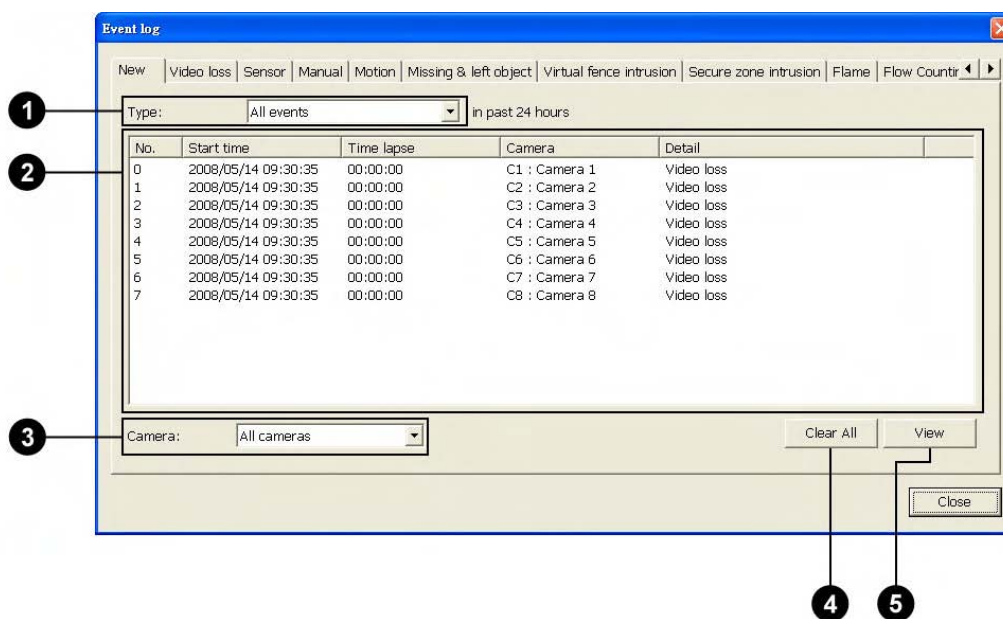 Event log
New Video loss Sensor Manual Motion Missing & left object Virtual fence intrusion Secure zone intrusion Flame Flow Countin
1 Type: All events in past 24 hours
2
No. Start time Time lapse Camera Detail
0 2008/05/14 09:30:35 00:00:00 C1 : Camera 1 Video loss
1 2008/05/14 09:30:35 00:00:00 C2 : Camera 2 Video loss
2 2008/05/14 09:30:35 00:00:00 C3 : Camera 3 Video loss
3 2008/05/14 09:30:35 00:00:00 C4 : Camera 4 Video loss
4 2008/05/14 09:30:35 00:00:00 C5 : Camera 5 Video loss
5 2008/05/14 09:30:35 00:00:00 C6 : Camera 6 Video loss
6 2008/05/14 09:30:35 00:00:00 C7 : Camera 7 Video loss
7 2008/05/14 09:30:35 00:00:00 C8 : Camera 8 Video loss
3 Camera: All cameras Clear All View
Close
4 5